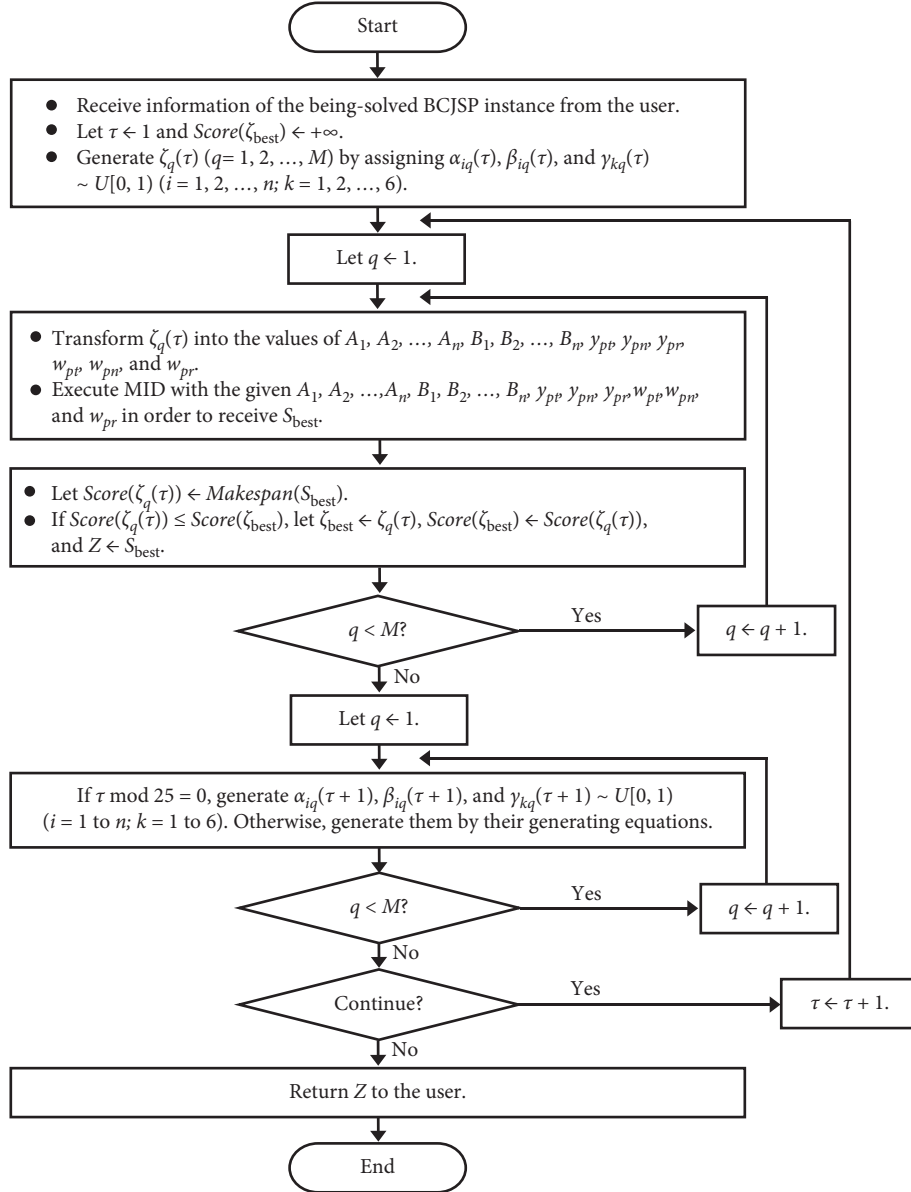 Start
● Receive information of the being-solved BCJSP instance from the user.
● Let τ ← 1 and Score(ζbest) ← +∞.
● Generate ζq(τ) (q= 1, 2, …, M) by assigning αiq(τ), βiq(τ), and γkq(τ)
~ U[0, 1) (i = 1, 2, …, n; k = 1, 2, …, 6).
Let q ← 1.
● Transform ζq(τ) into the values of A1, A2, …, An, B1, B2, …, Bn, ypt, ypn, ypr,
wpt, wpn, and wpr.
● Execute MID with the given A1, A2, …,An, B1, B2, …, Bn, ypt, ypn, ypr,wpt,wpn,
and wpr in order to receive Sbest.
● Let Score(ζq(τ)) ← Makespan(Sbest).
● If Score(ζq(τ)) ≤ Score(ζbest), let ζbest ← ζq(τ), Score(ζbest) ← Score(ζq(τ)),
and Z ← Sbest.
q < M?
Yes
q ← q + 1.
No
Let q ← 1.
If τ mod 25 = 0, generate αiq(τ + 1), βiq(τ + 1), and γkq(τ + 1) ~ U[0, 1)
(i = 1 to n; k = 1 to 6). Otherwise, generate them by their generating equations.
q < M?
Yes
q ← q + 1.
No
Continue?
Yes
τ ← τ + 1.
No
Return Z to the user.
End